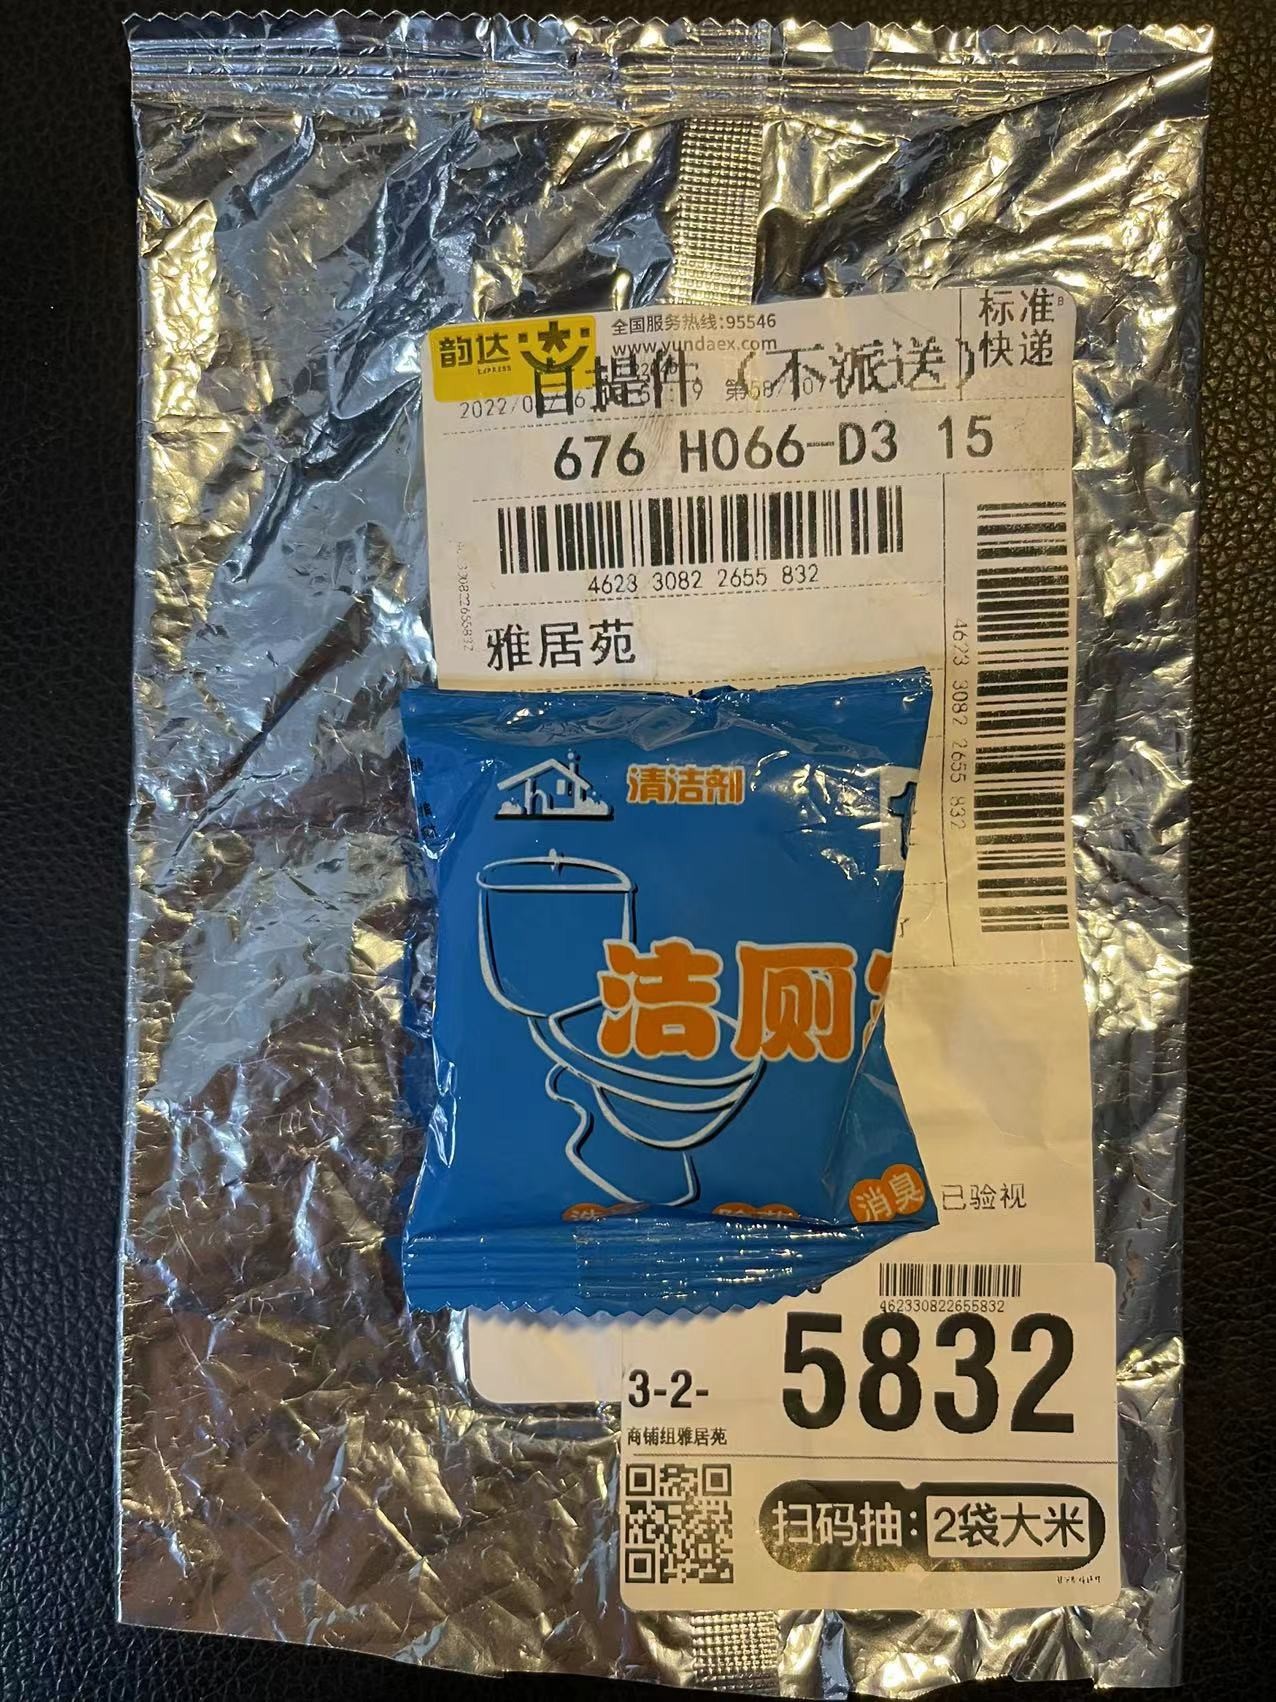 韵达
EXPRESS
全国服务热线:95546
www.yundaex.com
标准
快递
自提件(不派送)
676 H066-D3 15
4623 3082 2655 832
4623 3082 2655 832
雅居苑
清洁剂
洁厕
消臭
已验视
462330822655832
5832
3-2-
商铺组雅居苑
扫码抽:2袋大米